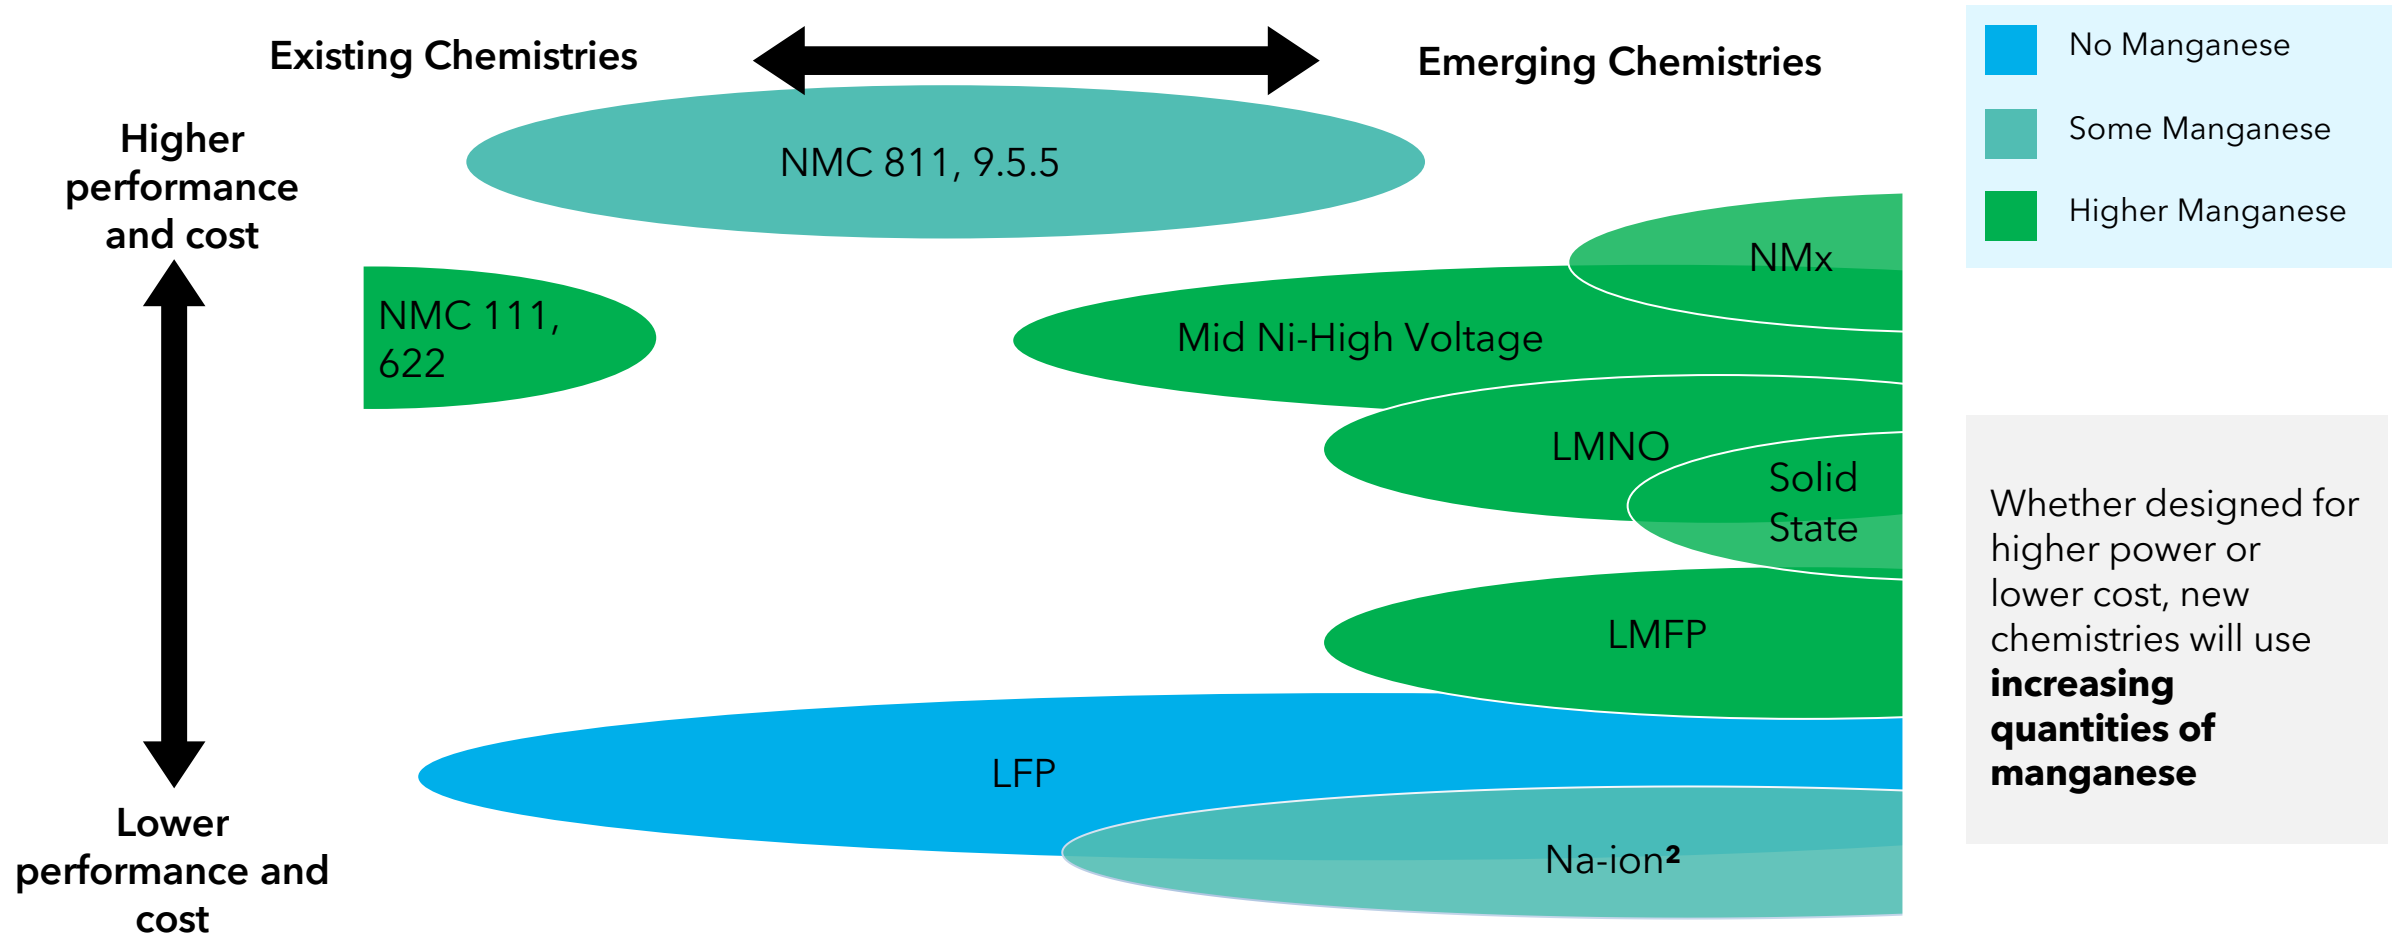 Existing Chemistries
Emerging Chemistries
No Manganese
Some Manganese
Higher Manganese
Higher
performance
and cost
NMC 811, 9.5.5
NMx
NMC 111,
622
Mid Ni-High Voltage
LMNO
Solid
State
LMFP
LFP
Na-ion²
Lower
performance and
cost
Whether designed for
higher power or
lower cost, new
chemistries will use
increasing
quantities of
manganese